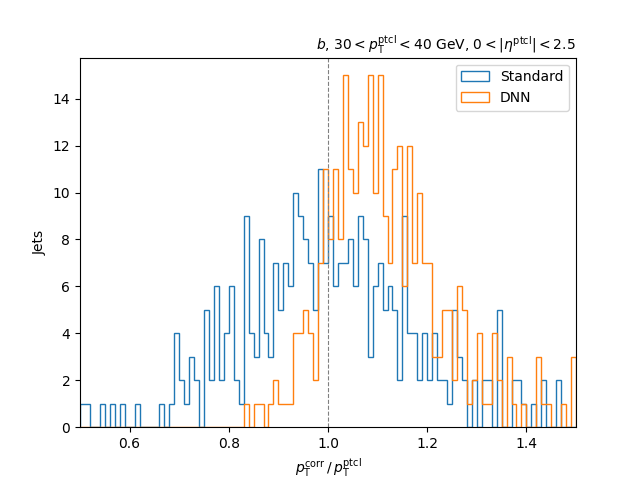 b, 30 < p_T^ptcl < 40 GeV, 0 < |η^ptcl| < 2.5
Standard
DNN
14
12
10
8
6
4
2
0
Jets
0.6 0.8 1.0 1.2 1.4
p_T^corr / p_T^ptcl